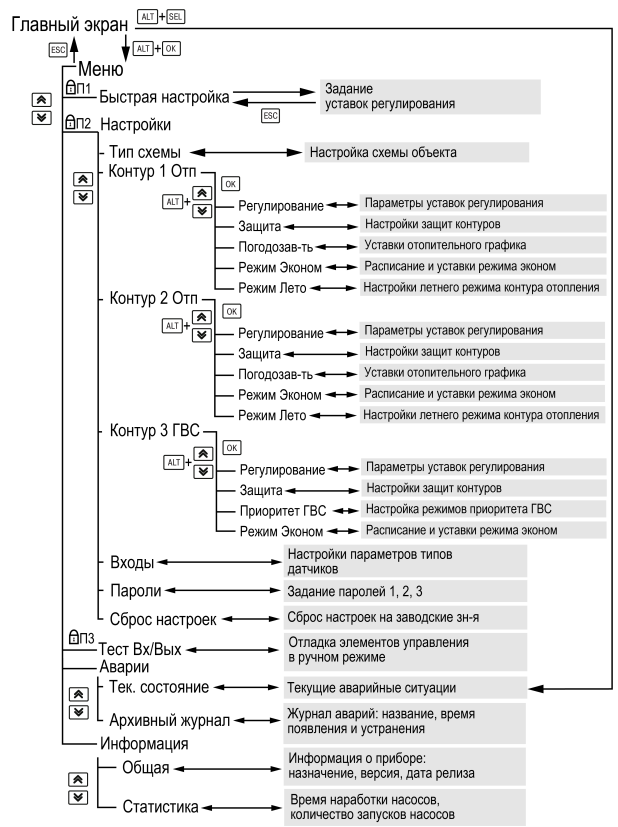 Главный экран
ALT + SEL
ESC
ALT + OK
Меню
П1
Быстрая настройка
Задание
уставок регулирования
ESC
П2
Настройки
Тип схемы
Настройка схемы объекта
Контур 1 Отп
OK
ALT +
Регулирование
Параметры уставок регулирования
Защита
Настройки защит контуров
Погодозав-ть
Уставки отопительного графика
Режим Эконом
Расписание и уставки режима эконом
Режим Лето
Настройки летнего режима контура отопления
Контур 2 Отп
OK
ALT +
Регулирование
Параметры уставок регулирования
Защита
Настройки защит контуров
Погодозав-ть
Уставки отопительного графика
Режим Эконом
Расписание и уставки режима эконом
Режим Лето
Настройки летнего режима контура отопления
Контур 3 ГВС
OK
ALT +
Регулирование
Параметры уставок регулирования
Защита
Настройки защит контуров
Приоритет ГВС
Настройка режимов приоритета ГВС
Режим Эконом
Расписание и уставки режима эконом
Входы
Настройки параметров типов
датчиков
Пароли
Задание паролей 1, 2, 3
Сброс настроек
Сброс настроек на заводские зн-я
П3
Тест Вх/Вых
Отладка элементов управления
в ручном режиме
Аварии
Тек. состояние
Текущие аварийные ситуации
Архивный журнал
Журнал аварий: название, время
появления и устранения
Информация
Общая
Информация о приборе:
назначение, версия, дата релиза
Статистика
Время наработки насосов,
количество запусков насосов